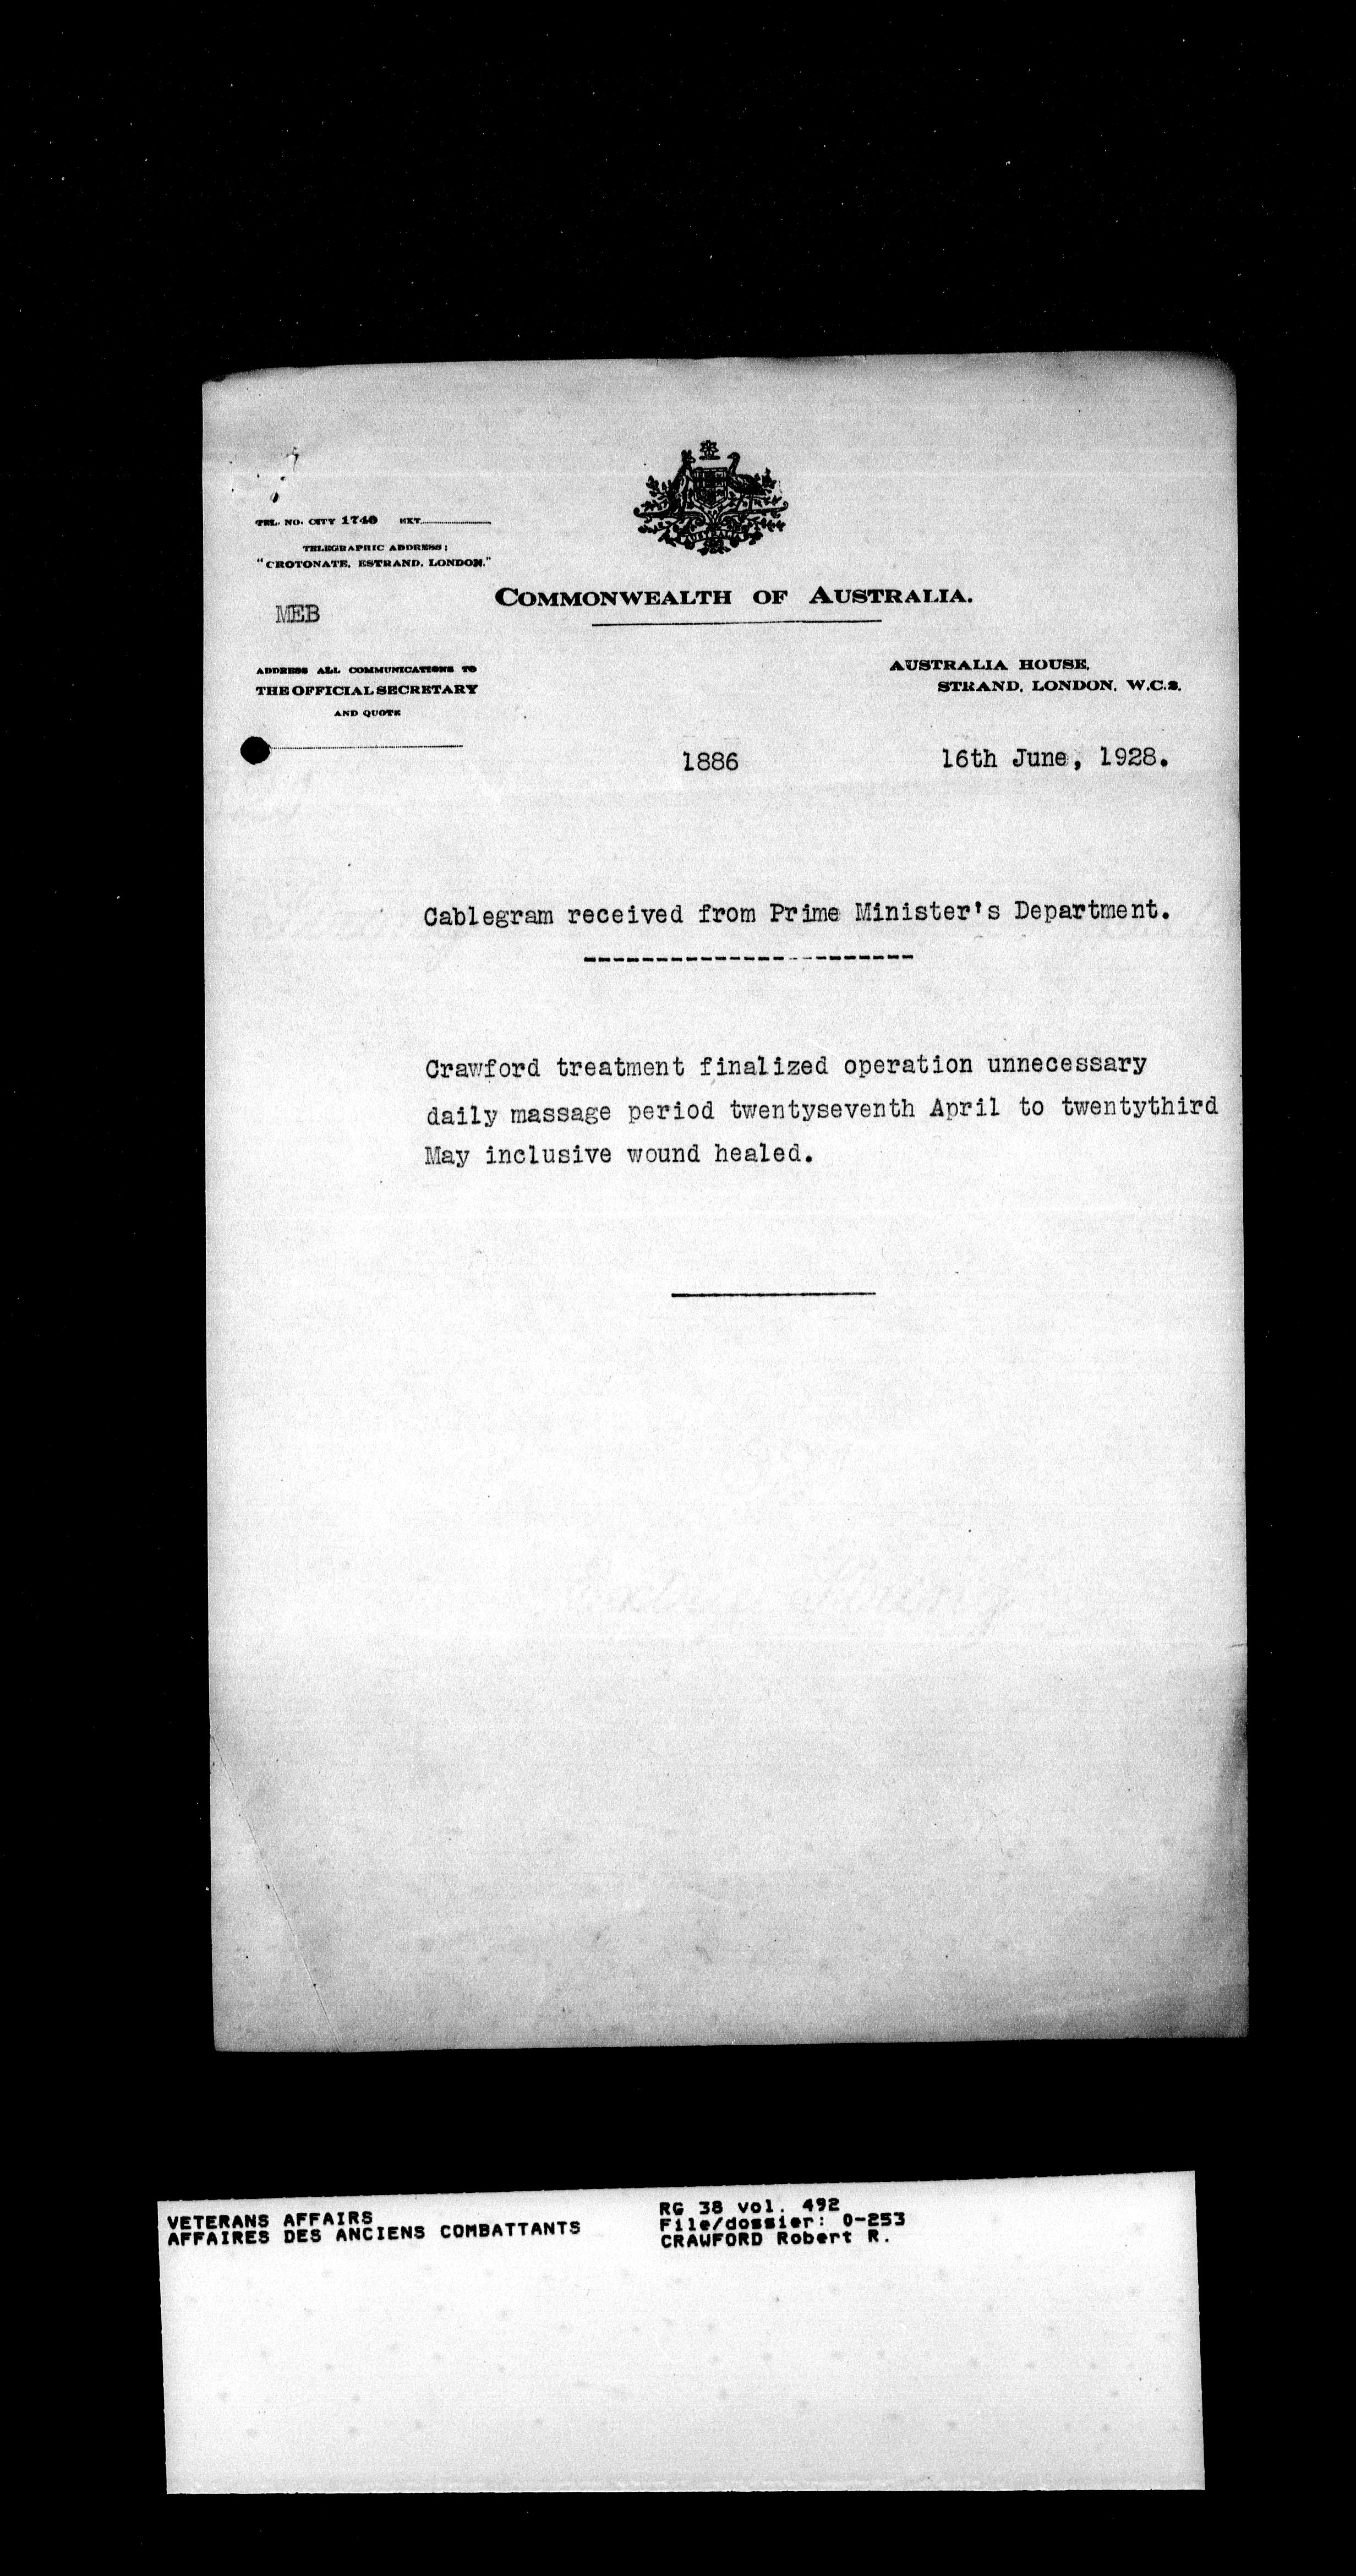 TEL. NO. CITY 1740 EXT.
TELEGRAPHIC ADDRESS:
"CROTONATE, ESTRAND, LONDON."
COMMONWEALTH OF AUSTRALIA.
MEB
ADDRESS ALL COMMUNICATIONS TO
THE OFFICIAL SECRETARY
AND QUOTE
AUSTRALIA HOUSE,
STRAND, LONDON, W.C.2.
1886
16th June, 1928.
Cablegram received from Prime Minister's Department.
Crawford treatment finalized operation unnecessary
daily massage period twentyseventh April to twentythird
May inclusive wound healed.
VETERANS AFFAIRS
AFFAIRES DES ANCIENS COMBATTANTS
RG 38 vol. 492
File/dossier: 0-253
CRAWFORD Robert R.